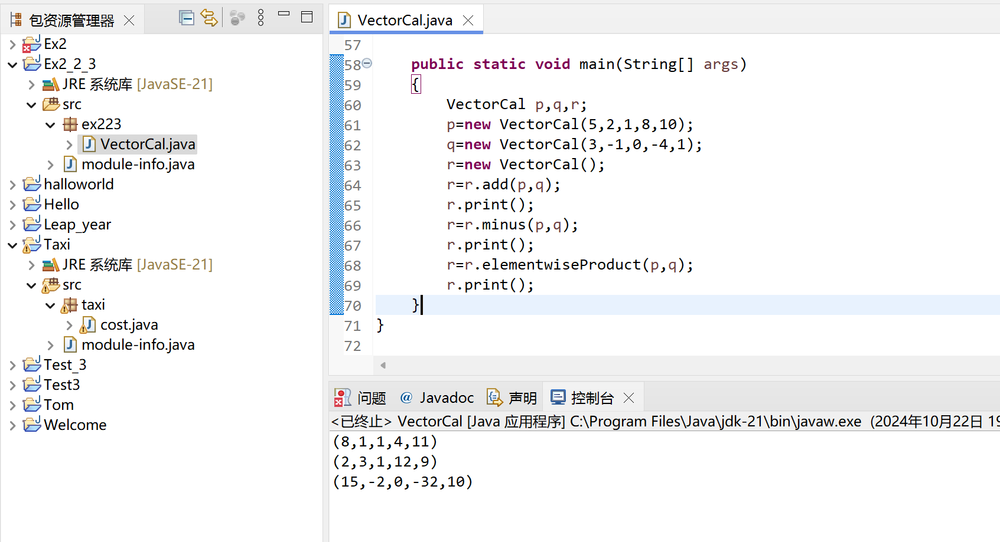 包资源管理器
Ex2
Ex2_2_3
JRE 系统库 [JavaSE-21]
src
ex223
VectorCal.java
module-info.java
halloworld
Hello
Leap_year
Taxi
JRE 系统库 [JavaSE-21]
src
taxi
cost.java
module-info.java
Test_3
Test3
Tom
Welcome
VectorCal.java
57
58 public static void main(String[] args)
59 {
60 VectorCal p,q,r;
61 p=new VectorCal(5,2,1,8,10);
62 q=new VectorCal(3,-1,0,-4,1);
63 r=new VectorCal();
64 r=r.add(p,q);
65 r.print();
66 r=r.minus(p,q);
67 r.print();
68 r=r.elementwiseProduct(p,q);
69 r.print();
70 }
71 }
72
问题 @ Javadoc 声明 控制台
<已终止> VectorCal [Java 应用程序] C:\Program Files\Java\jdk-21\bin\javaw.exe (2024年10月22日 19
(8,1,1,4,11)
(2,3,1,12,9)
(15,-2,0,-32,10)